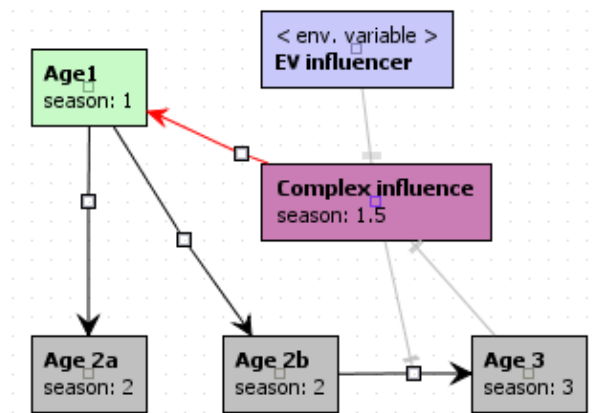 < env. variable >
EV influencer
Age1
season: 1
Complex influence
season: 1.5
Age 2a
season: 2
Age 2b
season: 2
Age 3
season: 3